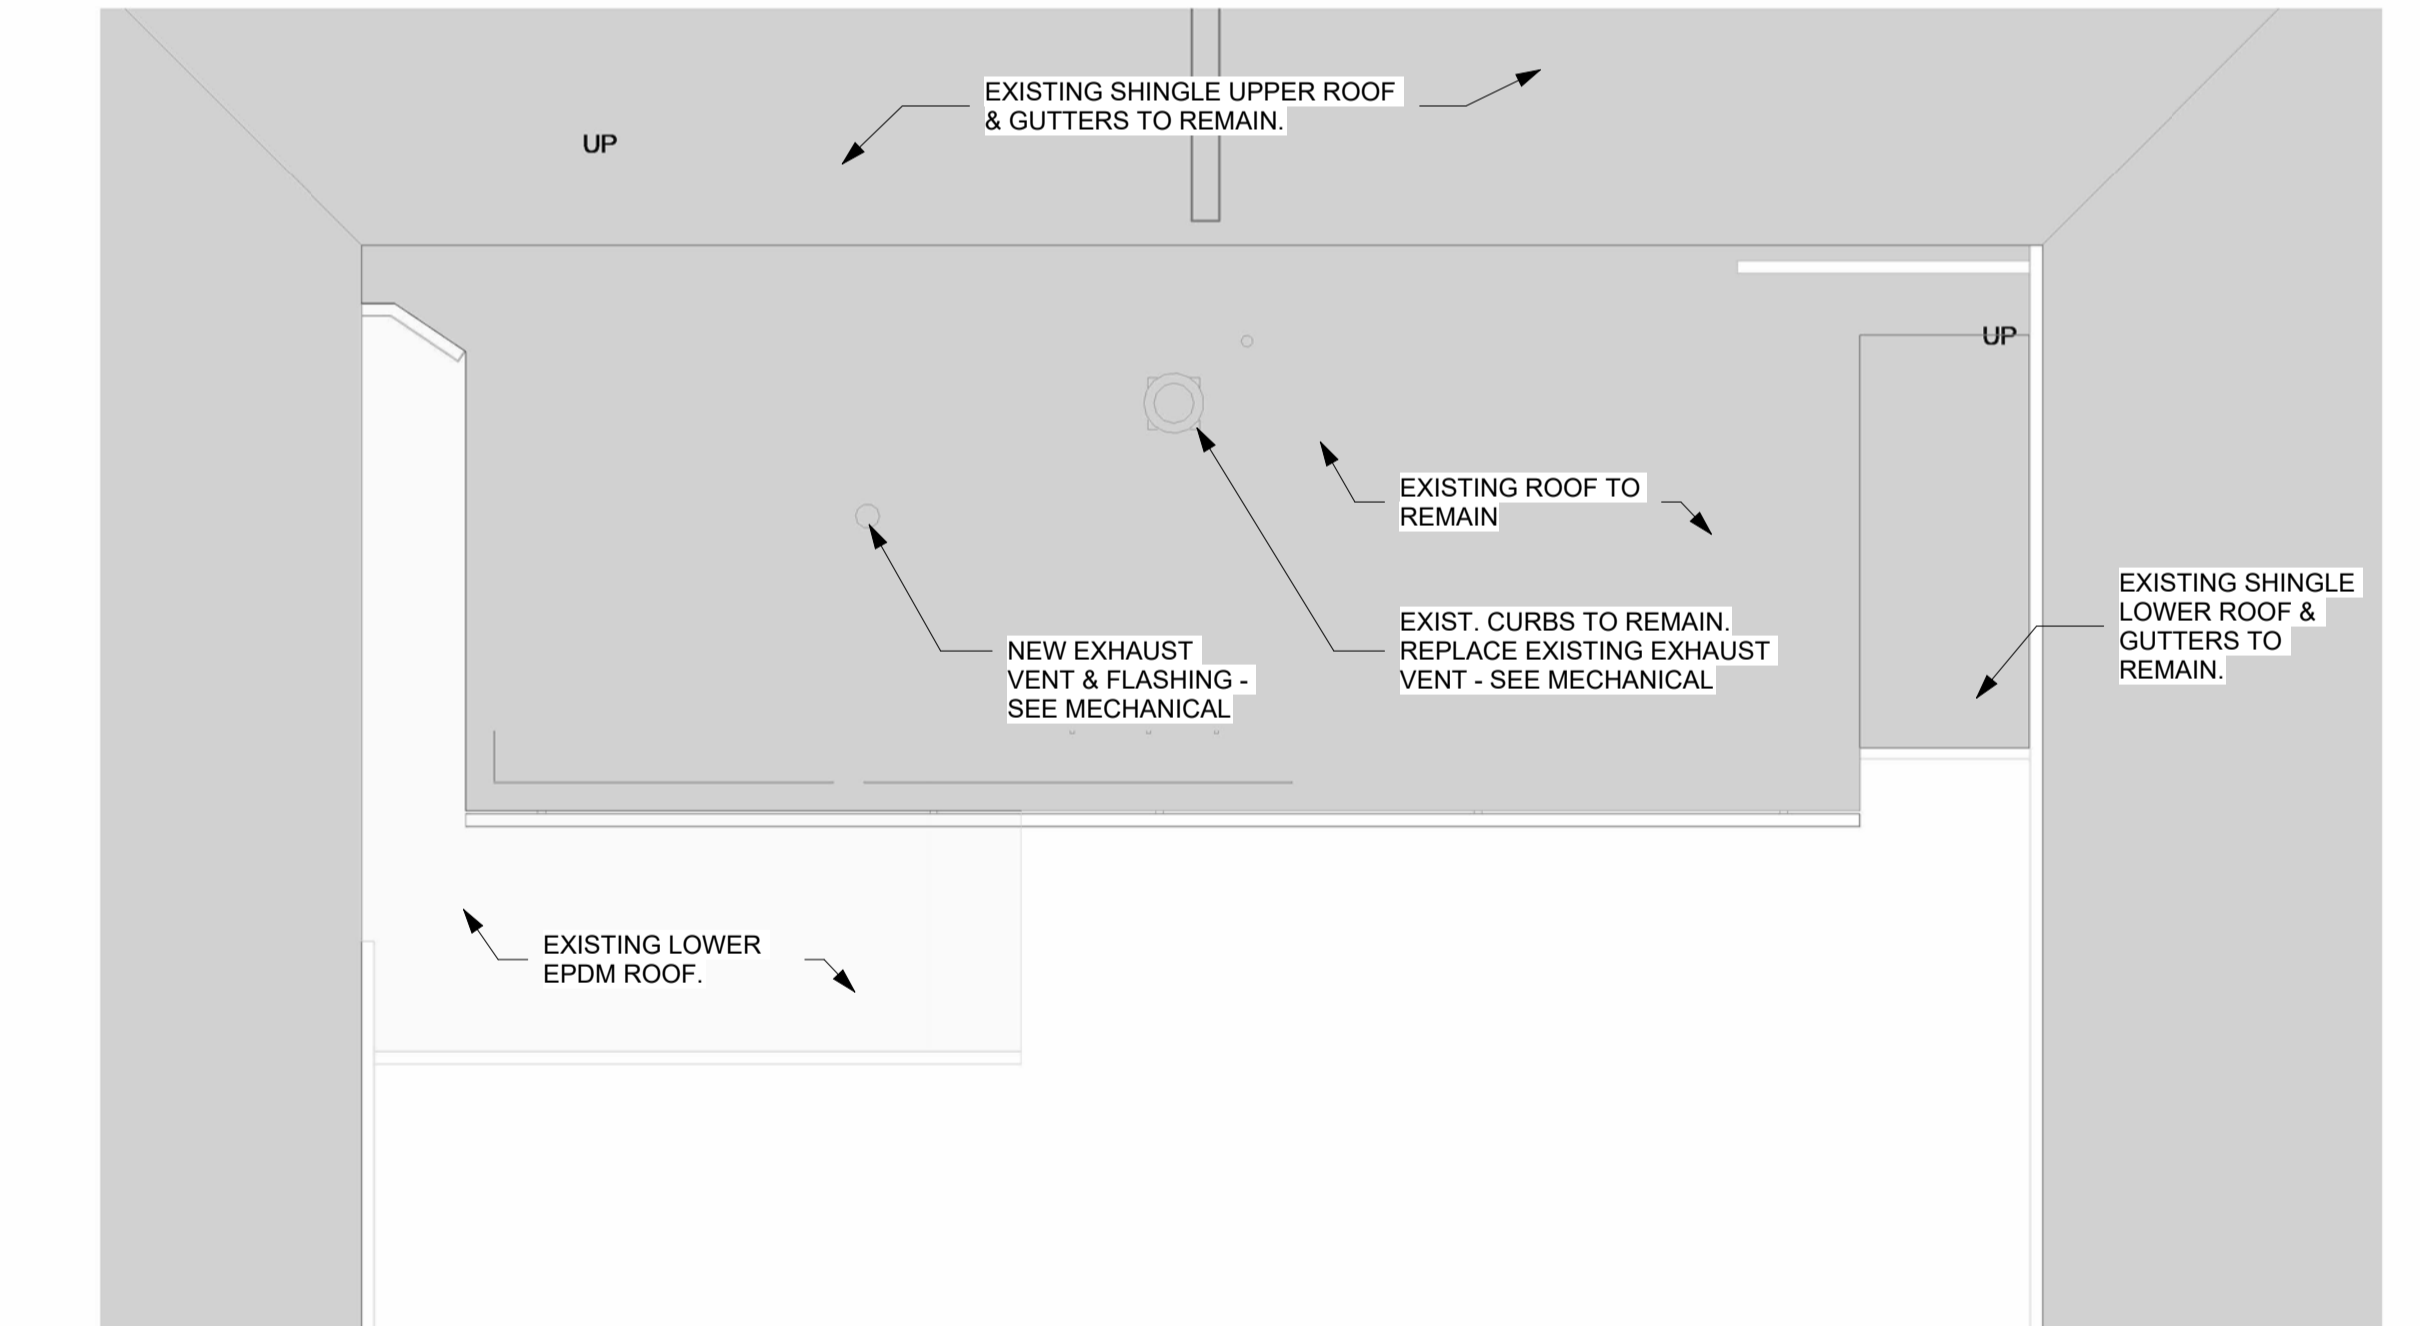 EXISTING SHINGLE UPPER ROOF
& GUTTERS TO REMAIN.
UP
UP
EXISTING ROOF TO
REMAIN
EXISTING SHINGLE
LOWER ROOF &
GUTTERS TO
REMAIN.
EXIST. CURBS TO REMAIN.
REPLACE EXISTING EXHAUST
VENT - SEE MECHANICAL
NEW EXHAUST
VENT & FLASHING -
SEE MECHANICAL
EXISTING LOWER
EPDM ROOF.